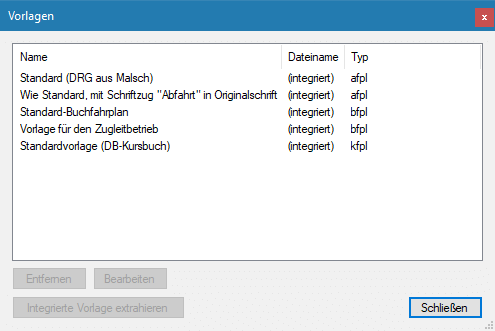 Vorlagen
Name Dateiname Typ
Standard (DRG aus Malsch) (integriert) afpl
Wie Standard, mit Schriftzug "Abfahrt" in Originalschrift (integriert) afpl
Standard-Buchfahrplan (integriert) bfpl
Vorlage für den Zugleitbetrieb (integriert) bfpl
Standardvorlage (DB-Kursbuch) (integriert) kfpl
Entfernen Bearbeiten
Integrierte Vorlage extrahieren Schließen